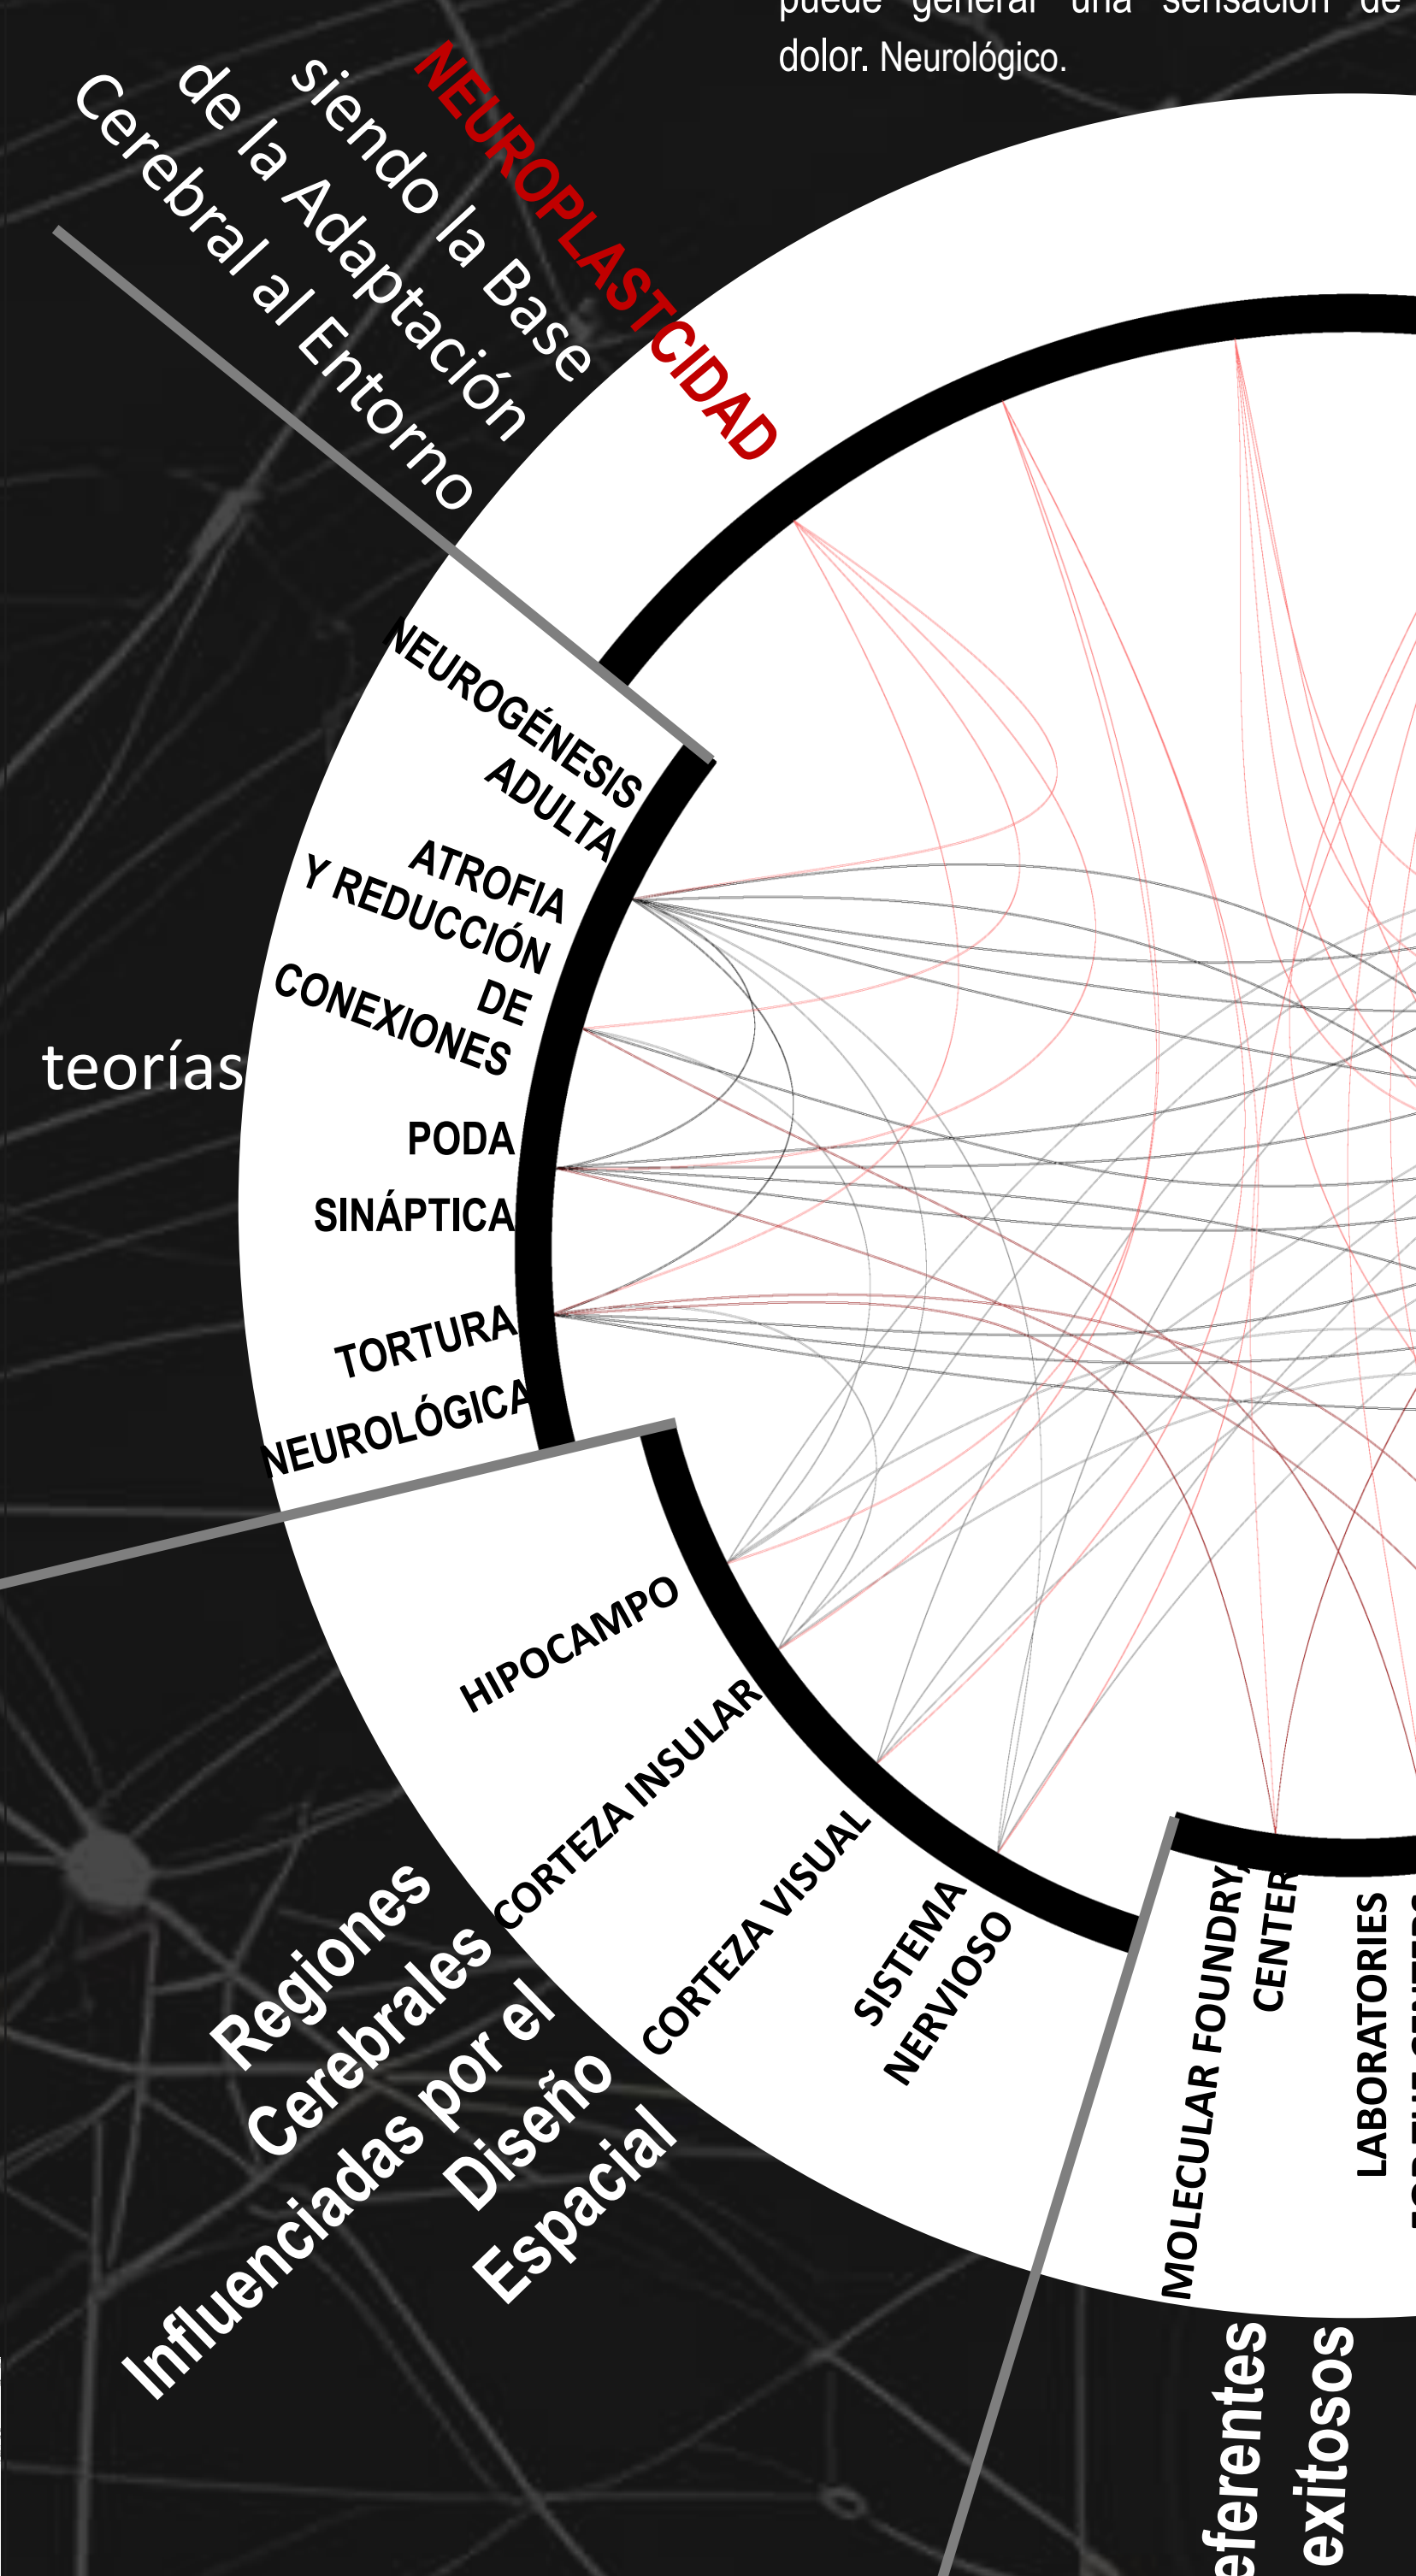 puede generar una sensación de
dolor. Neurológico.
NEUROPLASTCIDAD
siendo la Base
de la Adaptación
Cerebral al Entorno
NEUROGÉNESIS
ADULTA
ATROFIA
Y REDUCCIÓN
DE
CONEXIONES
teorías
PODA
SINÁPTICA
TORTURA
NEUROLÓGICA
HIPOCAMPO
CORTEZA INSULAR
CORTEZA VISUAL
SISTEMA
NERVIOSO
Regiones
Cerebrales
Influenciadas por el
Diseño
Espacial
MOLECULAR FOUNDRY,
CENTER
LABORATORIES
eferentes
exitosos